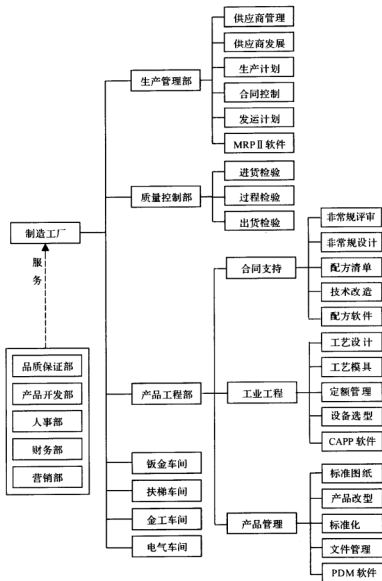 制造工厂
服
务
品质保证部
产品开发部
人事部
财务部
营销部
生产管理部
供应商管理
供应商发展
生产计划
合同控制
发运计划
MRPⅡ软件
质量控制部
进货检验
过程检验
出货检验
产品工程部
合同支持
非常规评审
非常规设计
配方清单
技术改造
配方软件
工业工程
工艺设计
工艺模具
定额管理
设备选型
CAPP 软件
产品管理
标准图纸
产品改型
标准化
文件管理
PDM 软件
钣金车间
扶梯车间
金工车间
电气车间